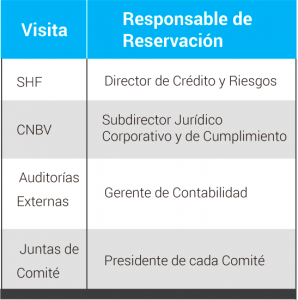 Visita
Responsable de
Reservación
SHF
Director de Crédito y Riesgos
CNBV
Subdirector Jurídico
Corporativo y de Cumplimiento
Auditorías
Externas
Gerente de Contabilidad
Juntas de
Comité
Presidente de cada Comité